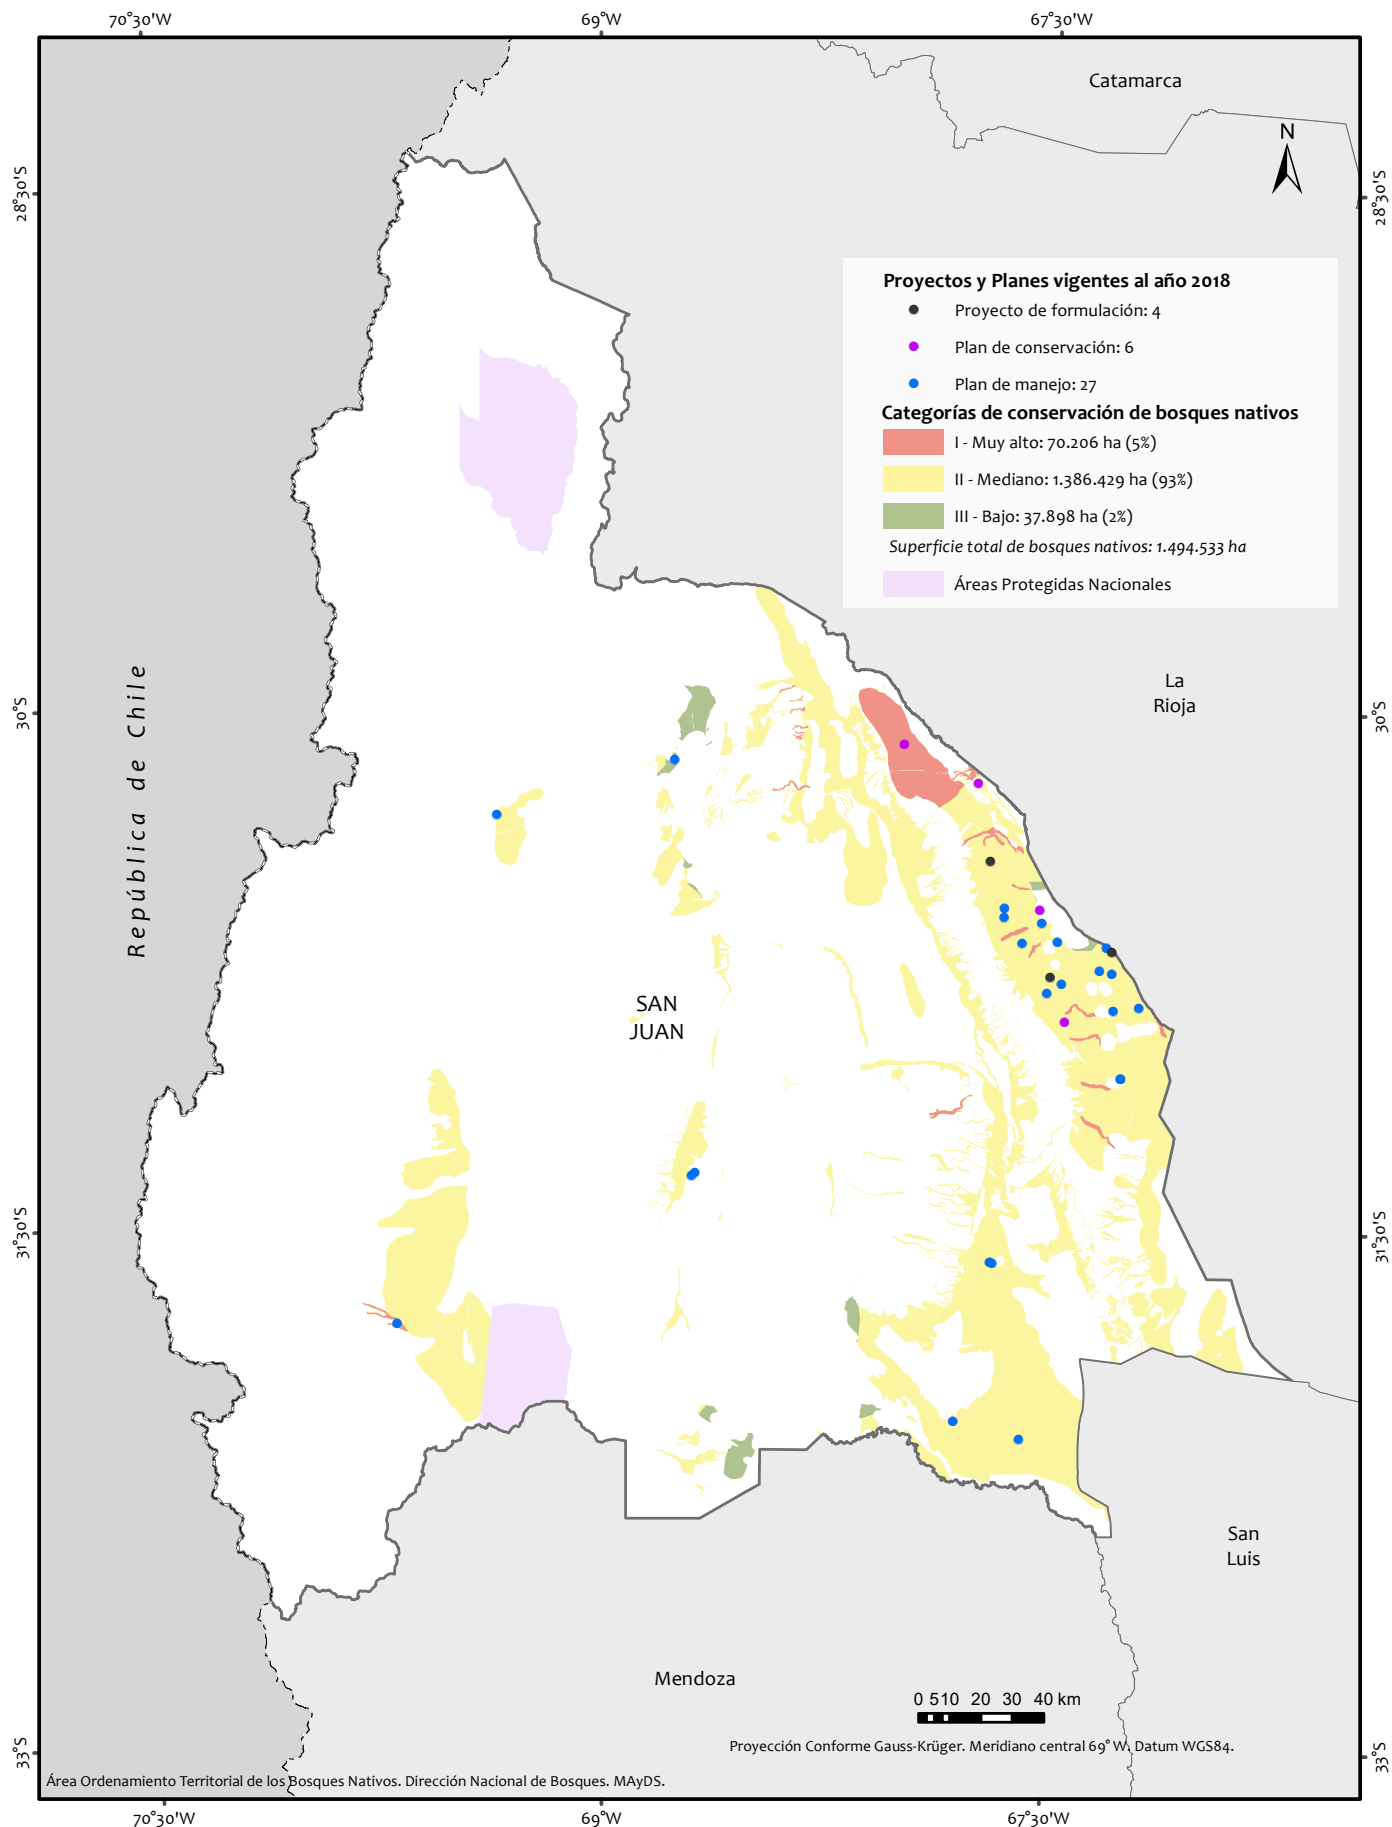 70°30'W
69°W
67°30'W
Catamarca
N
28°30'S
28°30'S
Proyectos y Planes vigentes al año 2018
Proyecto de formulación: 4
Plan de conservación: 6
Plan de manejo: 27
Categorías de conservación de bosques nativos
I - Muy alto: 70.206 ha (5%)
II - Mediano: 1.386.429 ha (93%)
III - Bajo: 37.898 ha (2%)
Superficie total de bosques nativos: 1.494.533 ha
Áreas Protegidas Nacionales
La
Rioja
30°S
30°S
República de Chile
SAN
JUAN
31°30'S
31°30'S
San
Luis
Mendoza
0 510 20 30 40 km
Proyección Conforme Gauss-Krüger. Meridiano central 69° W. Datum WGS84.
33°S
33°S
Área Ordenamiento Territorial de los Bosques Nativos. Dirección Nacional de Bosques. MAyDS.
70°30'W
69°W
67°30'W